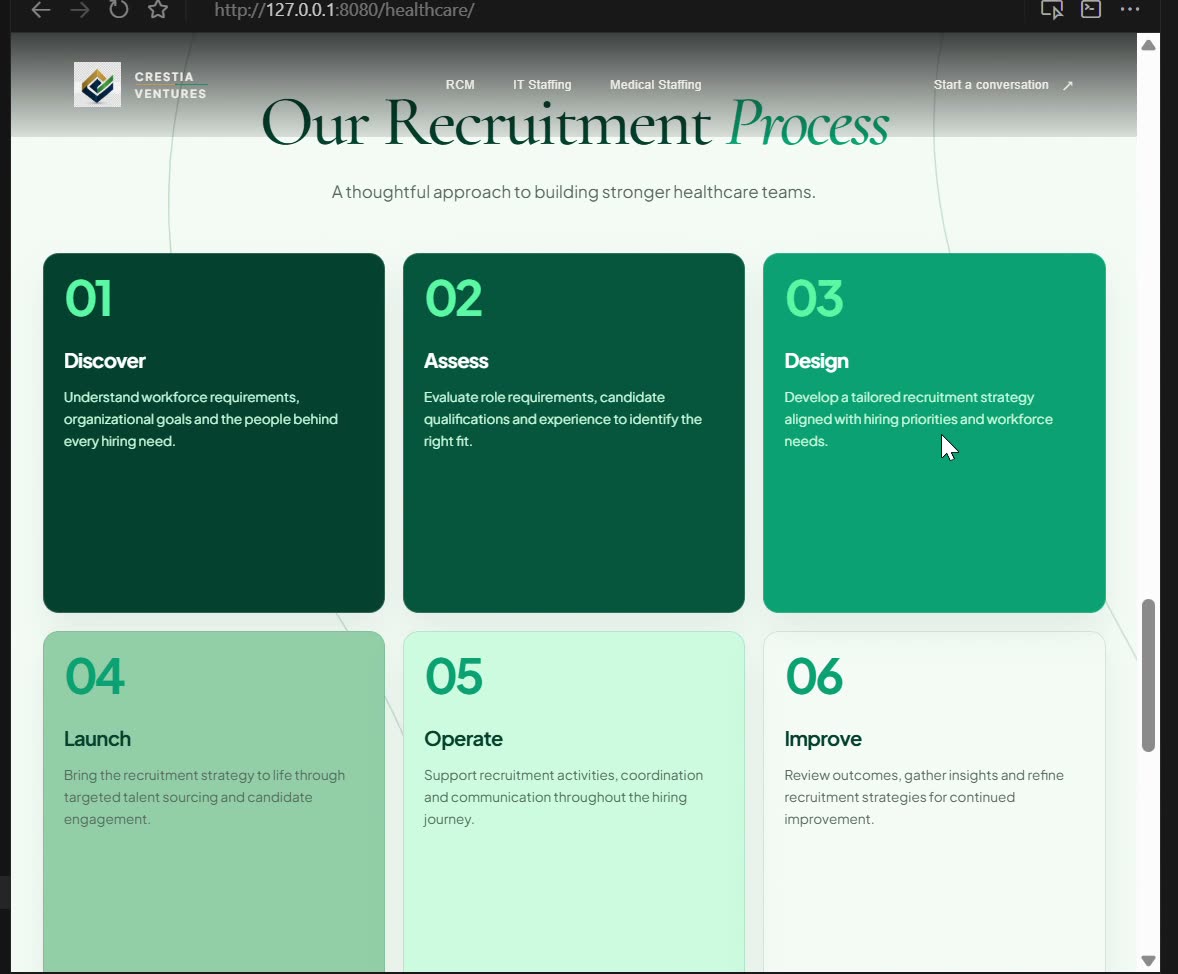 http://127.0.0.1:8080/healthcare/
CRESTIA
VENTURES
RCM IT Staffing Medical Staffing
Start a conversation ↗
Our Recruitment Process
A thoughtful approach to building stronger healthcare teams.
01
Discover
Understand workforce requirements,
organizational goals and the people behind
every hiring need.
02
Assess
Evaluate role requirements, candidate
qualifications and experience to identify the
right fit.
03
Design
Develop a tailored recruitment strategy
aligned with hiring priorities and workforce
needs.
04
Launch
Bring the recruitment strategy to life through
targeted talent sourcing and candidate
engagement.
05
Operate
Support recruitment activities, coordination
and communication throughout the hiring
journey.
06
Improve
Review outcomes, gather insights and refine
recruitment strategies for continued
improvement.